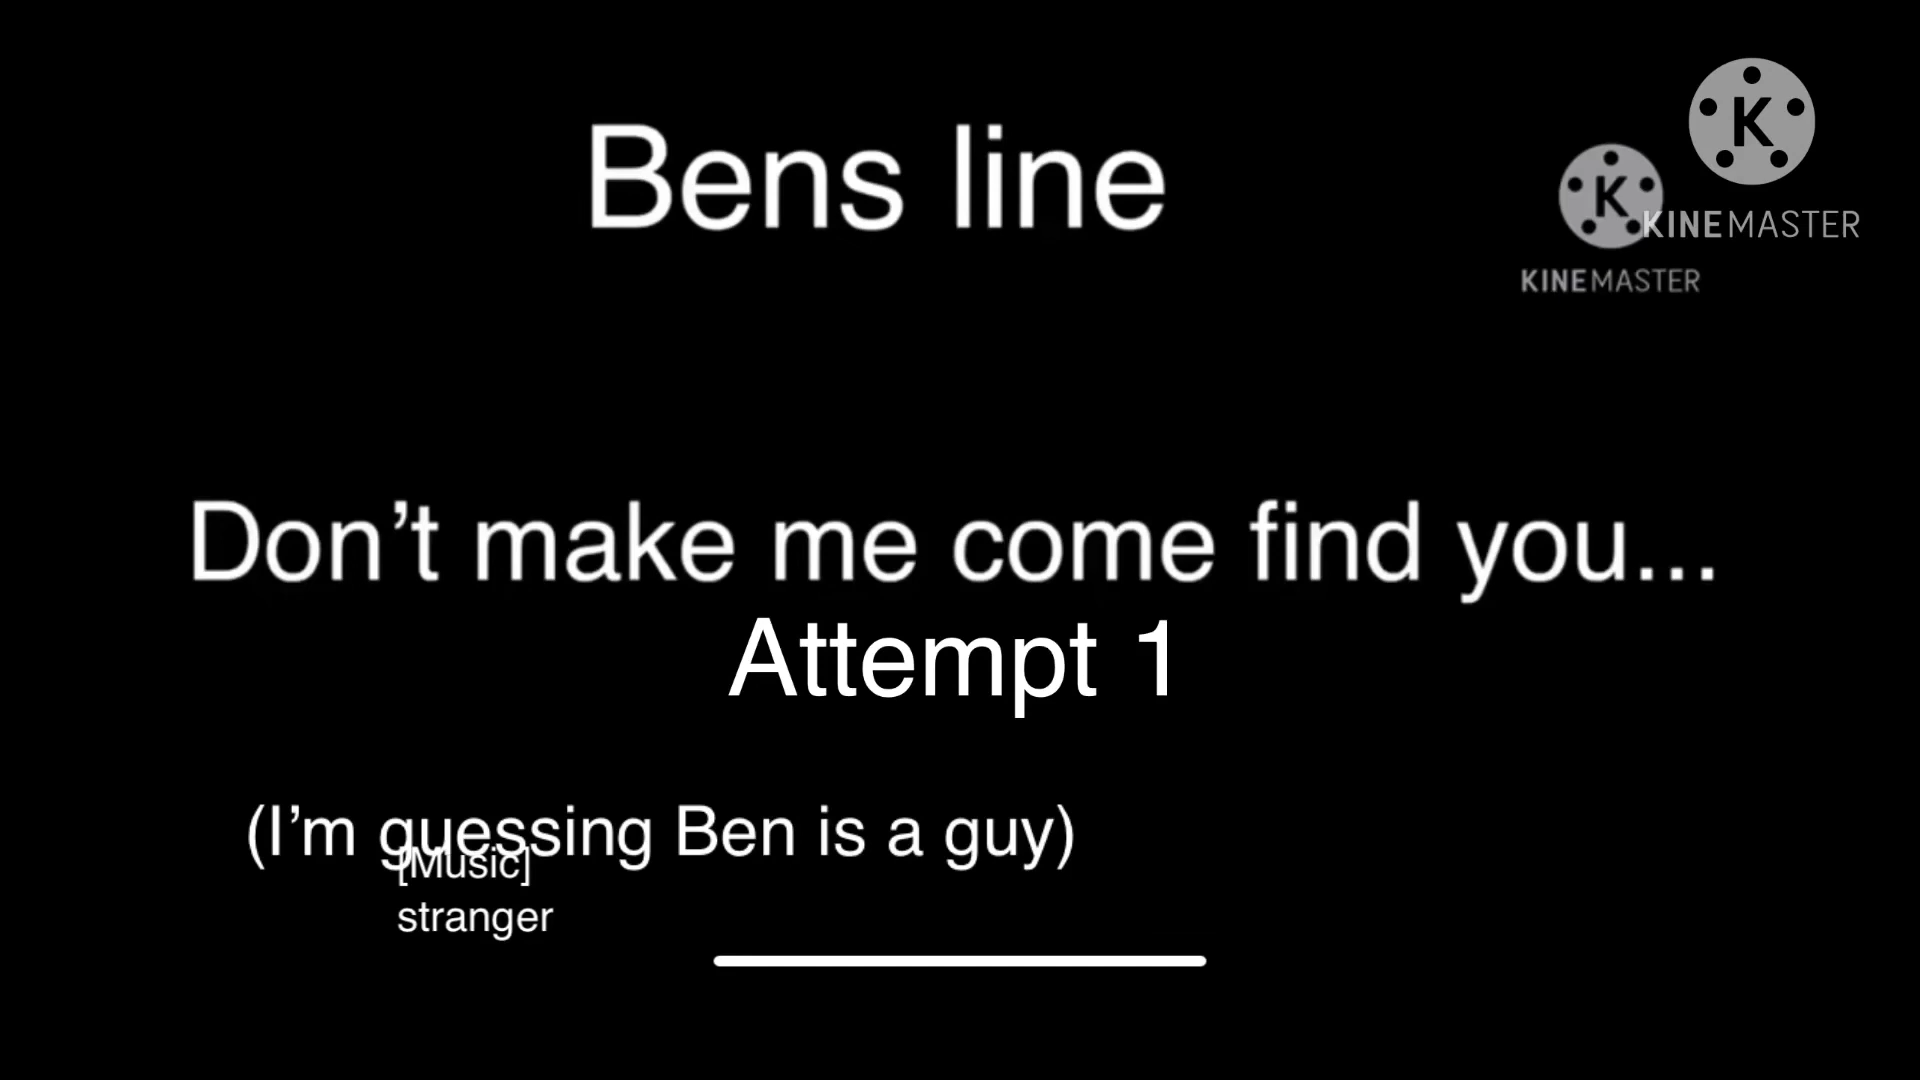 Bens line
K
K
KINEMASTER
KINEMASTER
Don’t make me come find you...
Attempt 1
(I’m guessing Ben is a guy)
[Music]
stranger